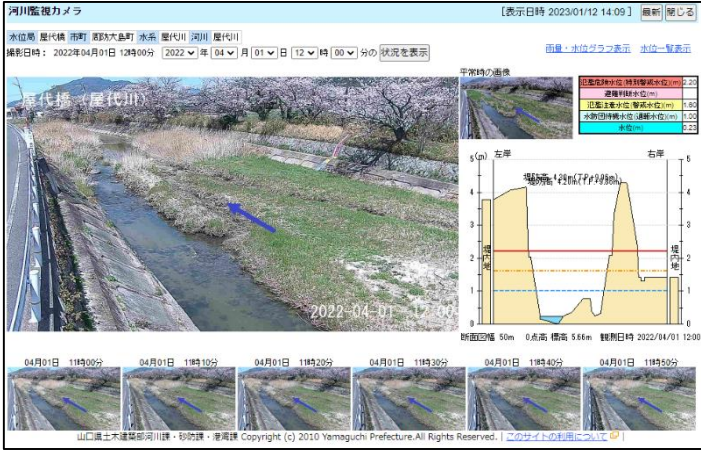 河川監視カメラ
[表示日時 2023/01/12 14:09] 最新 閉じる
水位局 屋代橋 市町 周防大島町 水系 屋代川 河川 屋代川
撮影日時: 2022年04月01日 12時00分 2022 年 04 月 01 日 12 時 00 分の 状況を表示
雨量・水位グラフ表示 水位一覧表示
屋代橋(屋代川)
2022-04-01 12:00
平常時の画像
氾濫危険水位(特別警戒水位)(m) 2.20
避難判断水位(m)
氾濫注意水位(警戒水位)(m) 1.60
水防団待機水位(通報水位)(m) 1.00
水位(m) 0.23
5(m) 左岸 右岸 5
4 4
3 3
2 2
1 1
0 0
堤内地 堤内地
断面図幅 50m 0点高 標高 5.66m 観測日時 2022/04/01 12:00
04月01日 11時00分 04月01日 11時10分 04月01日 11時20分 04月01日 11時30分 04月01日 11時40分 04月01日 11時50分
山口県土木建築部河川課・砂防課・港湾課 Copyright (c) 2010 Yamaguchi Prefecture.All Rights Reserved. | このサイトの利用について |